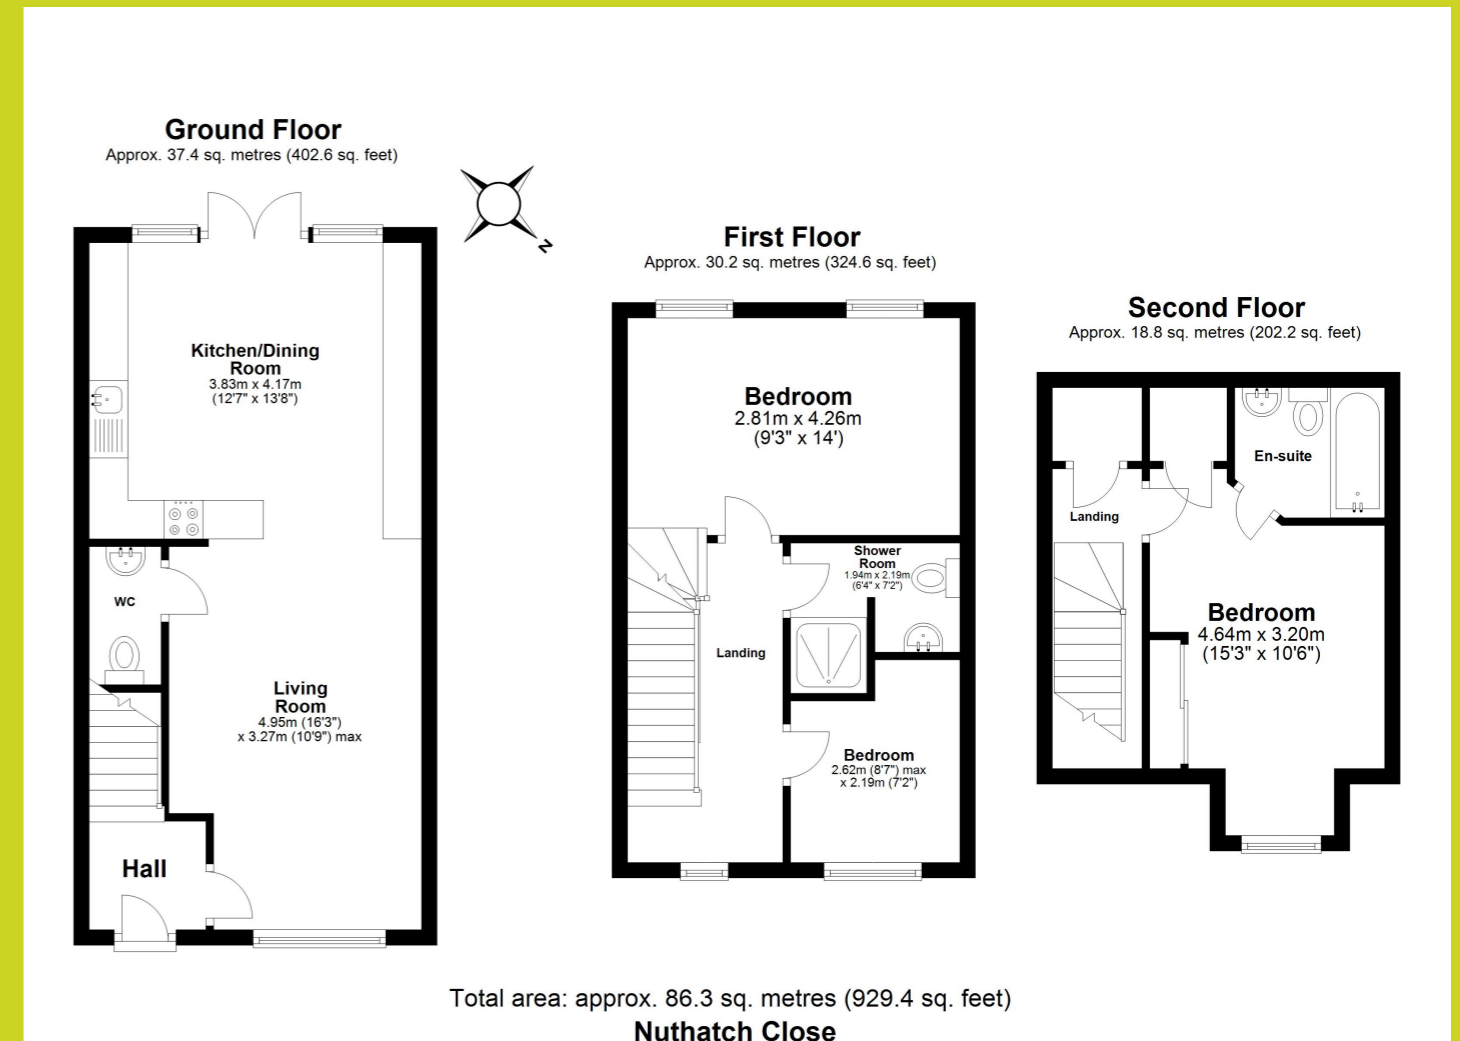 Ground Floor
Approx. 37.4 sq. metres (402.6 sq. feet)
Kitchen/Dining
Room
3.83m x 4.17m
(12'7" x 13'8")
WC
Living
Room
4.95m (16'3")
x 3.27m (10'9") max
Hall
N
First Floor
Approx. 30.2 sq. metres (324.6 sq. feet)
Bedroom
2.81m x 4.26m
(9'3" x 14')
Shower
Room
1.94m x 2.19m
(6'4" x 7'2")
Landing
Bedroom
2.62m (8'7") max
x 2.19m (7'2")
Second Floor
Approx. 18.8 sq. metres (202.2 sq. feet)
En-suite
Landing
Bedroom
4.64m x 3.20m
(15'3" x 10'6")
Total area: approx. 86.3 sq. metres (929.4 sq. feet)
Nuthatch Close